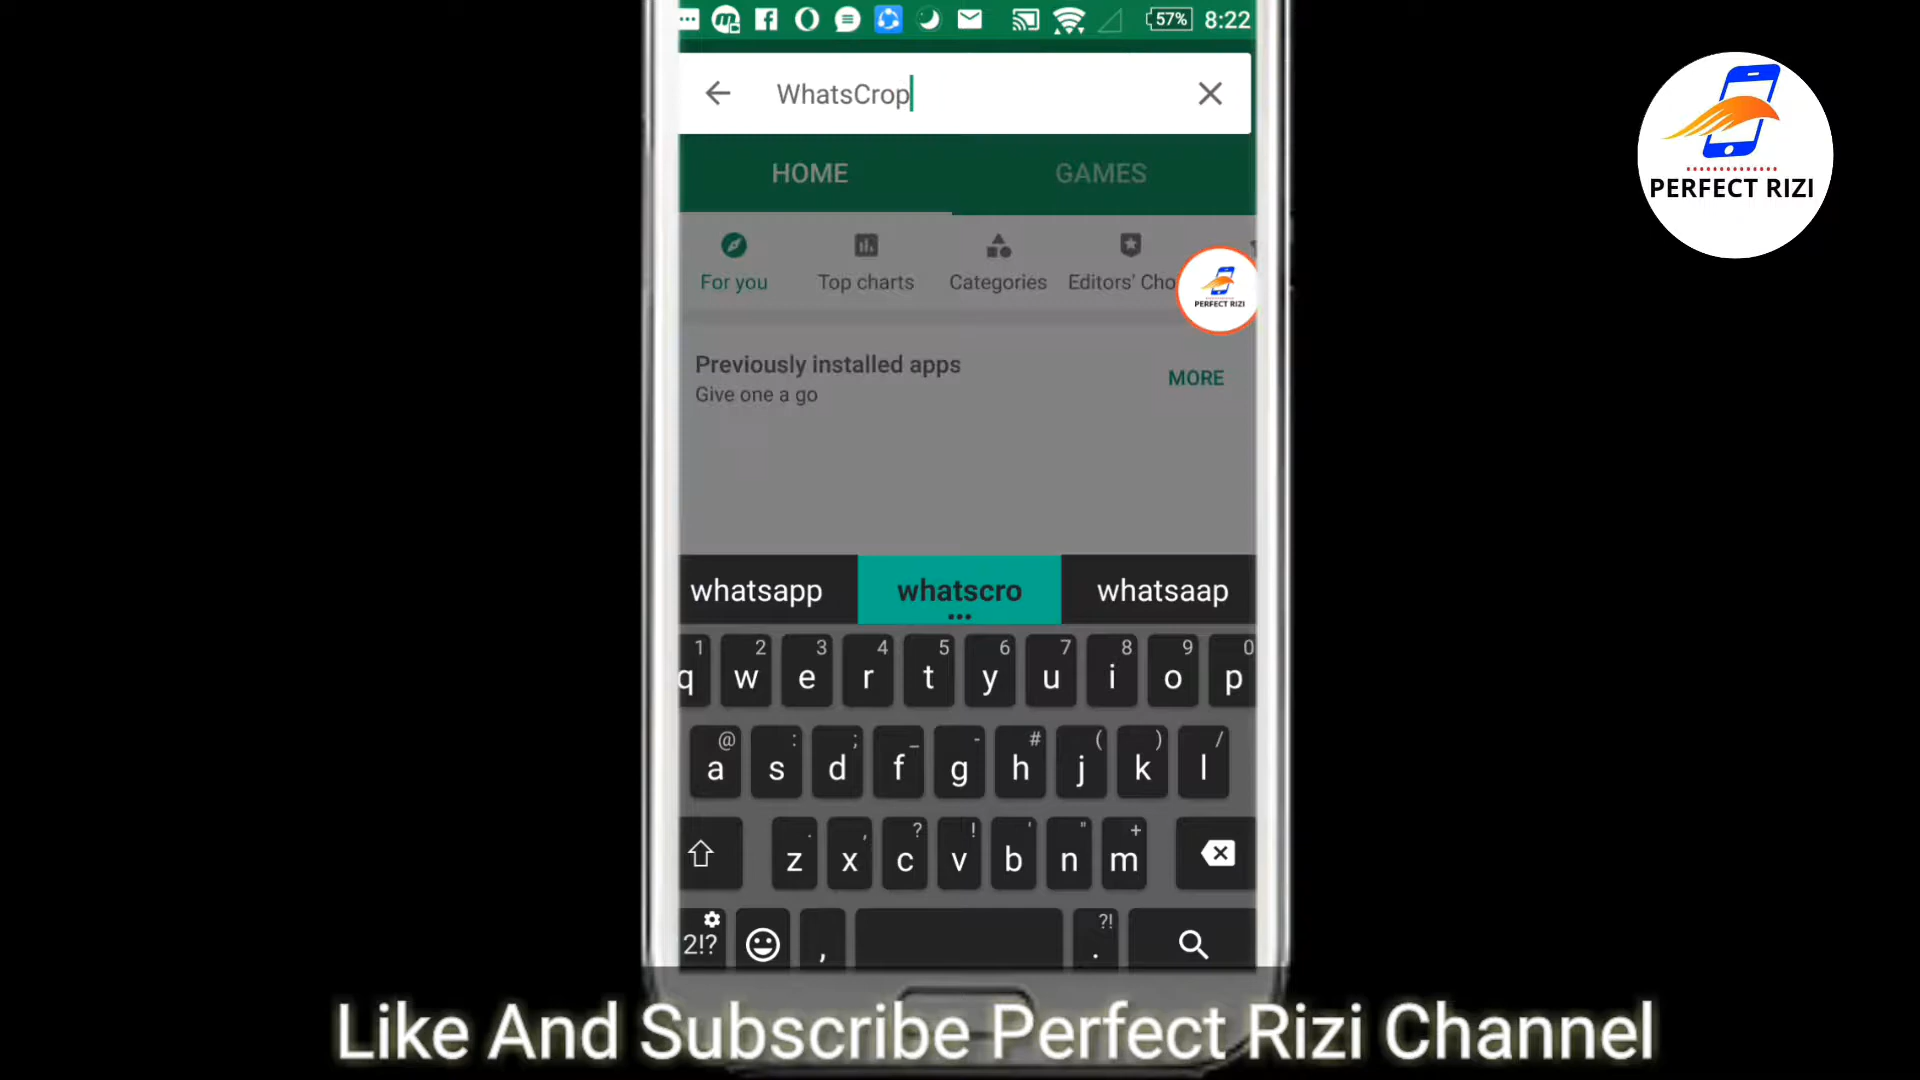 57% 8:22
WhatsCrop
HOME GAMES
For you Top charts Categories Editors' Cho
PERFECT RIZI
PERFECT RIZI
Previously installed apps
Give one a go
MORE
whatsapp whatscro whatsaap
1 2 3 4 5 6 7 8 9 0
q w e r t y u i o p
@ : ; _ - # ( ) /
a s d f g h j k l
. , ? ! ' " +
z x c v b n m
?!
2!? , .
Like And Subscribe Perfect Rizi Channel